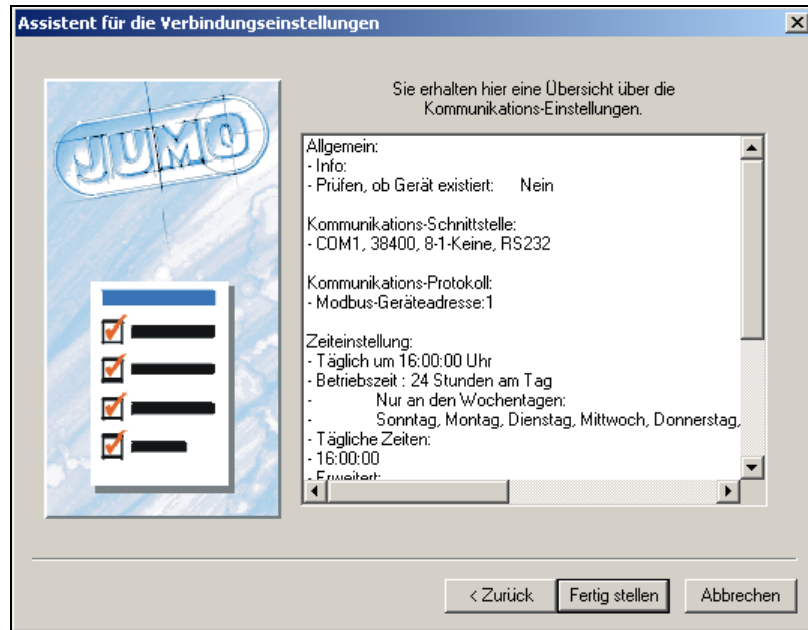 Assistent für die Verbindungseinstellungen
JUMO
Sie erhalten hier eine Übersicht über die
Kommunikations-Einstellungen.
Allgemein:
- Info:
- Prüfen, ob Gerät existiert: Nein
Kommunikations-Schnittstelle:
- COM1, 38400, 8-1-Keine, RS232
Kommunikations-Protokoll:
- Modbus-Geräteadresse:1
Zeiteinstellung:
- Täglich um 16:00:00 Uhr
- Betriebszeit : 24 Stunden am Tag
- Nur an den Wochentagen:
- Sonntag, Montag, Dienstag, Mittwoch, Donnerstag,
- Tägliche Zeiten:
- 16:00:00
- Erweitert:
< Zurück
Fertig stellen
Abbrechen